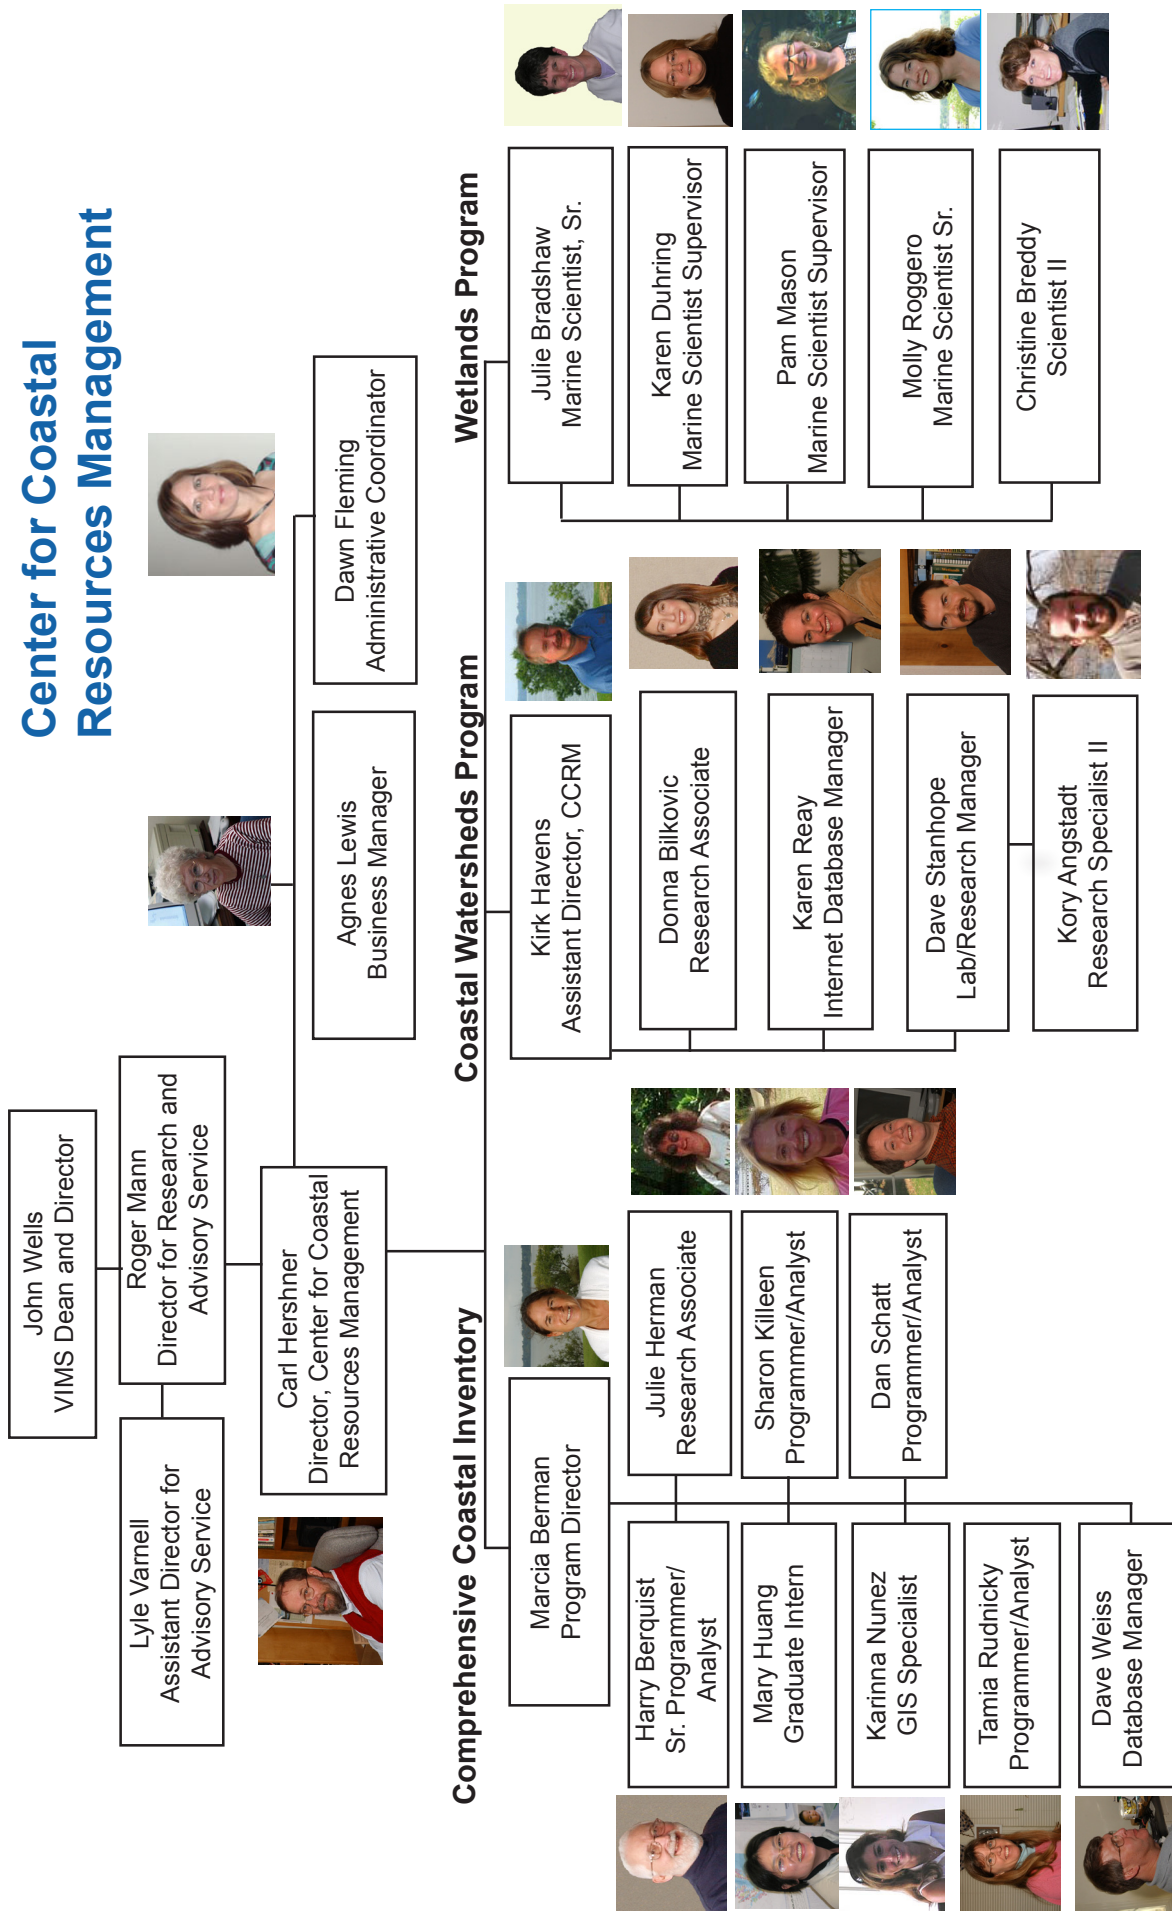 Center for Coastal
Resources Management
John Wells
VIMS Dean and Director
Roger Mann
Director for Research and
Advisory Service
Lyle Varnell
Assistant Director for
Advisory Service
Carl Hershner
Director, Center for Coastal
Resources Management
Agnes Lewis
Business Manager
Dawn Fleming
Administrative Coordinator
Comprehensive Coastal Inventory
Marcia Berman
Program Director
Harry Berquist
Sr. Programmer/
Analyst
Julie Herman
Research Associate
Mary Huang
Graduate Intern
Sharon Killeen
Programmer/Analyst
Karinna Nunez
GIS Specialist
Dan Schatt
Programmer/Analyst
Tamia Rudnicky
Programmer/Analyst
Dave Weiss
Database Manager
Coastal Watersheds Program
Kirk Havens
Assistant Director, CCRM
Donna Bilkovic
Research Associate
Karen Reay
Internet Database Manager
Dave Stanhope
Lab/Research Manager
Kory Angstadt
Research Specialist II
Wetlands Program
Julie Bradshaw
Marine Scientist, Sr.
Karen Duhring
Marine Scientist Supervisor
Pam Mason
Marine Scientist Supervisor
Molly Roggero
Marine Scientist Sr.
Christine Breddy
Scientist II